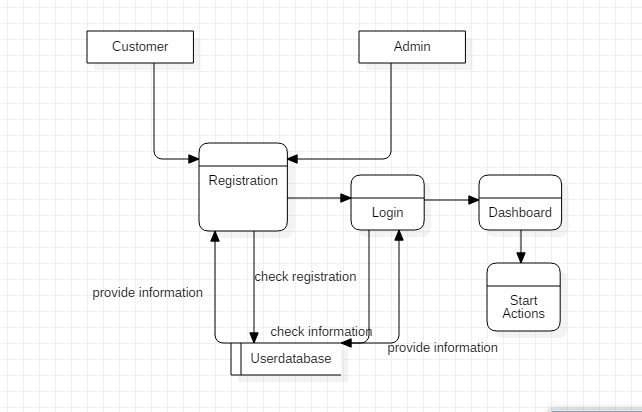 Customer
Admin
Registration
Login
Dashboard
check registration
provide information
Start
Actions
check information
provide information
Userdatabase